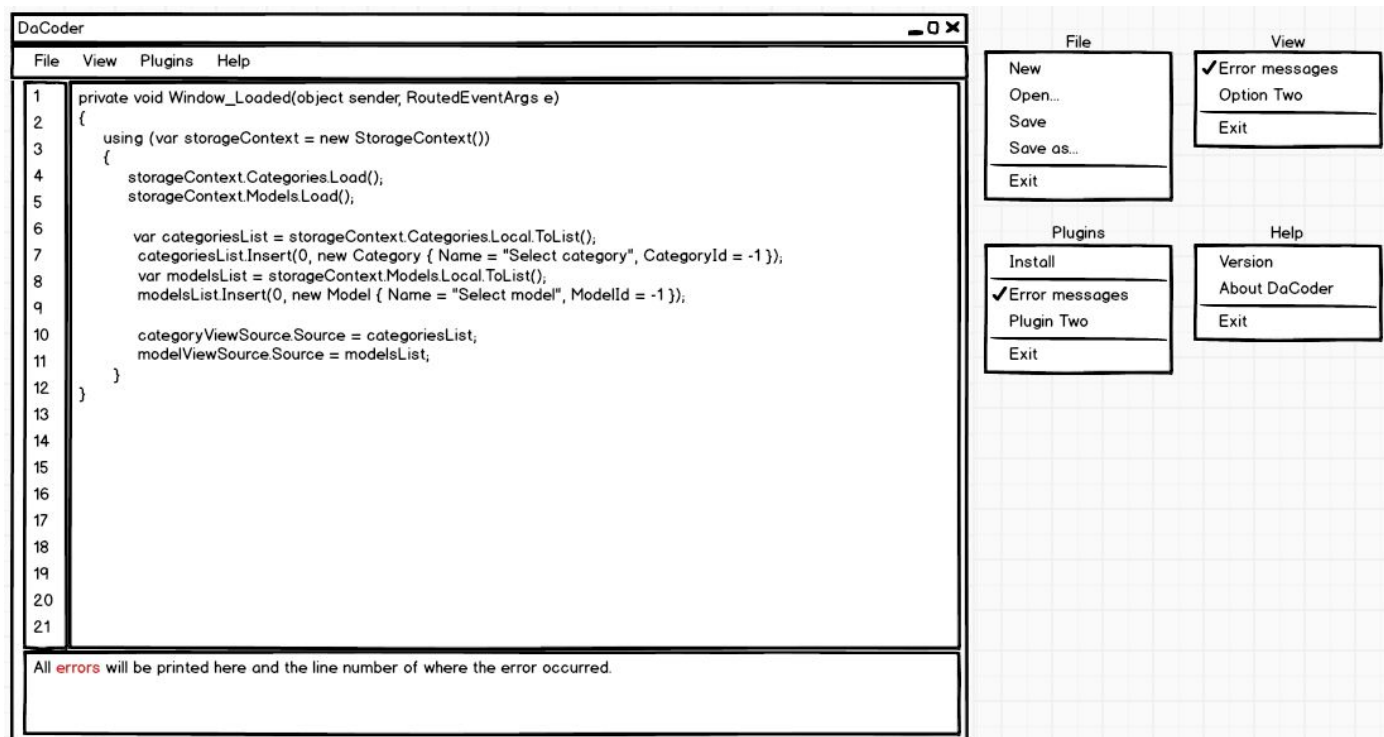 DaCoder
File View Plugins Help
1
2
3
4
5
6
7
8
9
10
11
12
13
14
15
16
17
18
19
20
21
private void Window_Loaded(object sender, RoutedEventArgs e)
{
using (var storageContext = new StorageContext())
{
storageContext.Categories.Load();
storageContext.Models.Load();
var categoriesList = storageContext.Categories.Local.ToList();
categoriesList.Insert(0, new Category { Name = "Select category", CategoryId = -1 });
var modelsList = storageContext.Models.Local.ToList();
modelsList.Insert(0, new Model { Name = "Select model", ModelId = -1 });
categoryViewSource.Source = categoriesList;
modelViewSource.Source = modelsList;
}
}
All errors will be printed here and the line number of where the error occurred.
File
New
Open...
Save
Save as...
Exit
View
Error messages
Option Two
Exit
Plugins
Install
Error messages
Plugin Two
Exit
Help
Version
About DaCoder
Exit